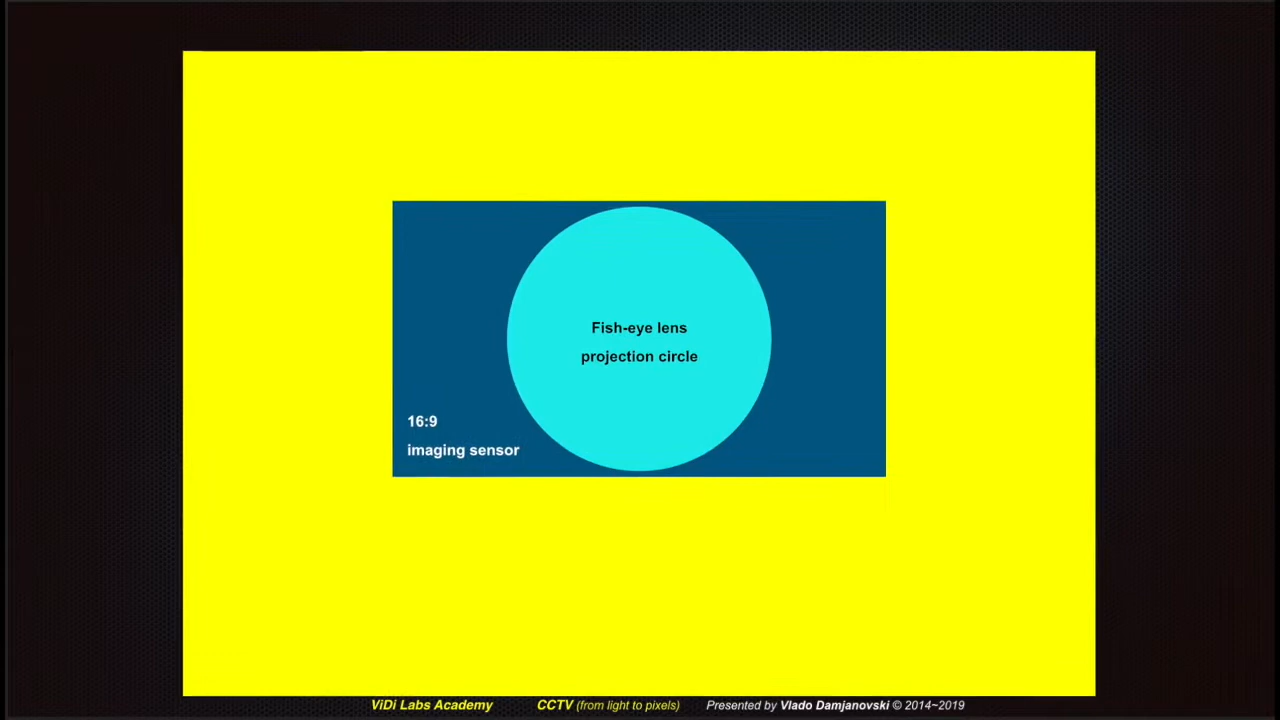 Fish-eye lens
projection circle
16:9
imaging sensor
ViDi Labs Academy CCTV (from light to pixels) Presented by Vlado Damjanovski © 2014~2019